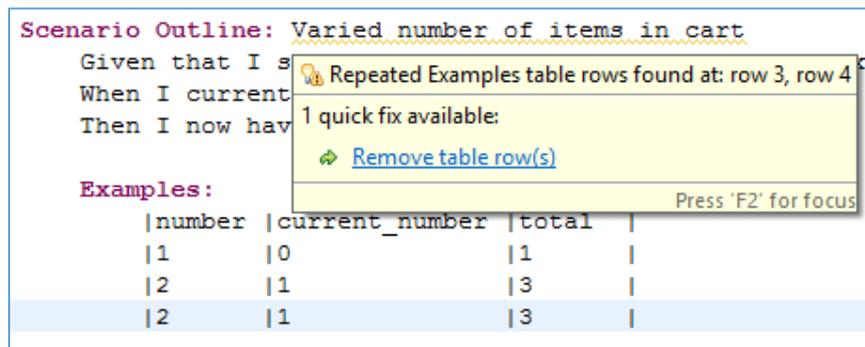 Scenario Outline: Varied number of items in cart
Given that I s
When I current
Then I now hav
Repeated Examples table rows found at: row 3, row 4
1 quick fix available:
Remove table row(s)
Press 'F2' for focus
Examples:
|number |current_number |total |
|1 |0 |1 |
|2 |1 |3 |
|2 |1 |3 |